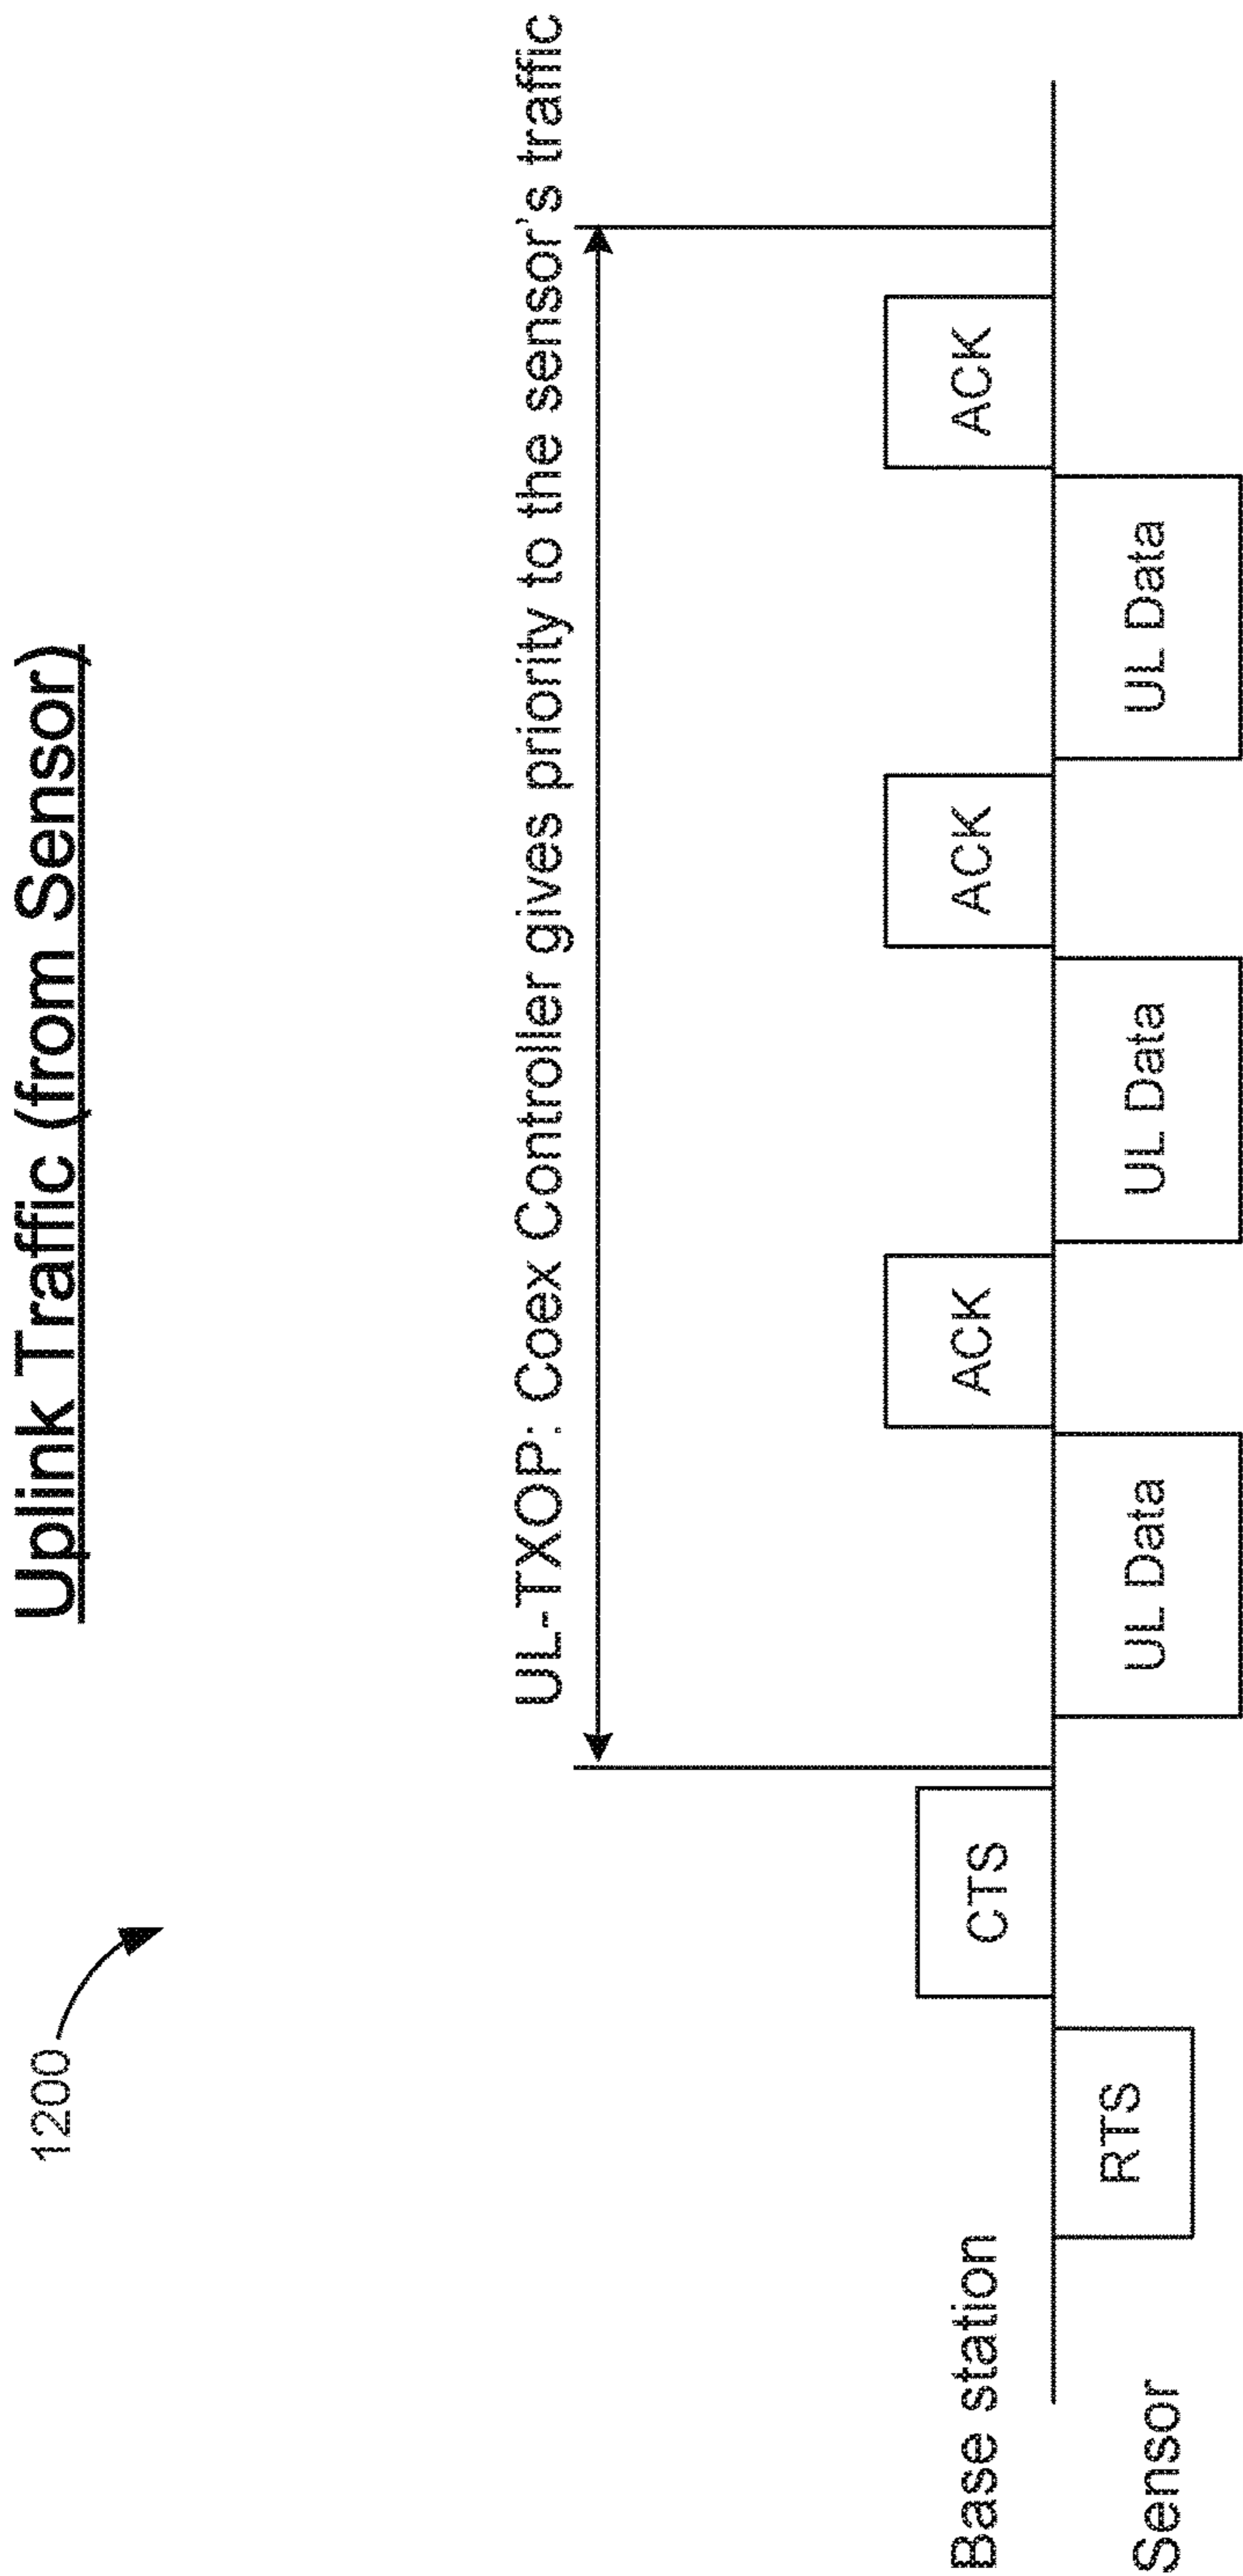 Uplink Traffic (from Sensor)
1200
UL-TXOP: Coex Controller gives priority to the sensor's traffic
Base station
CTS
ACK
ACK
ACK
Sensor
RTS
UL Data
UL Data
UL Data